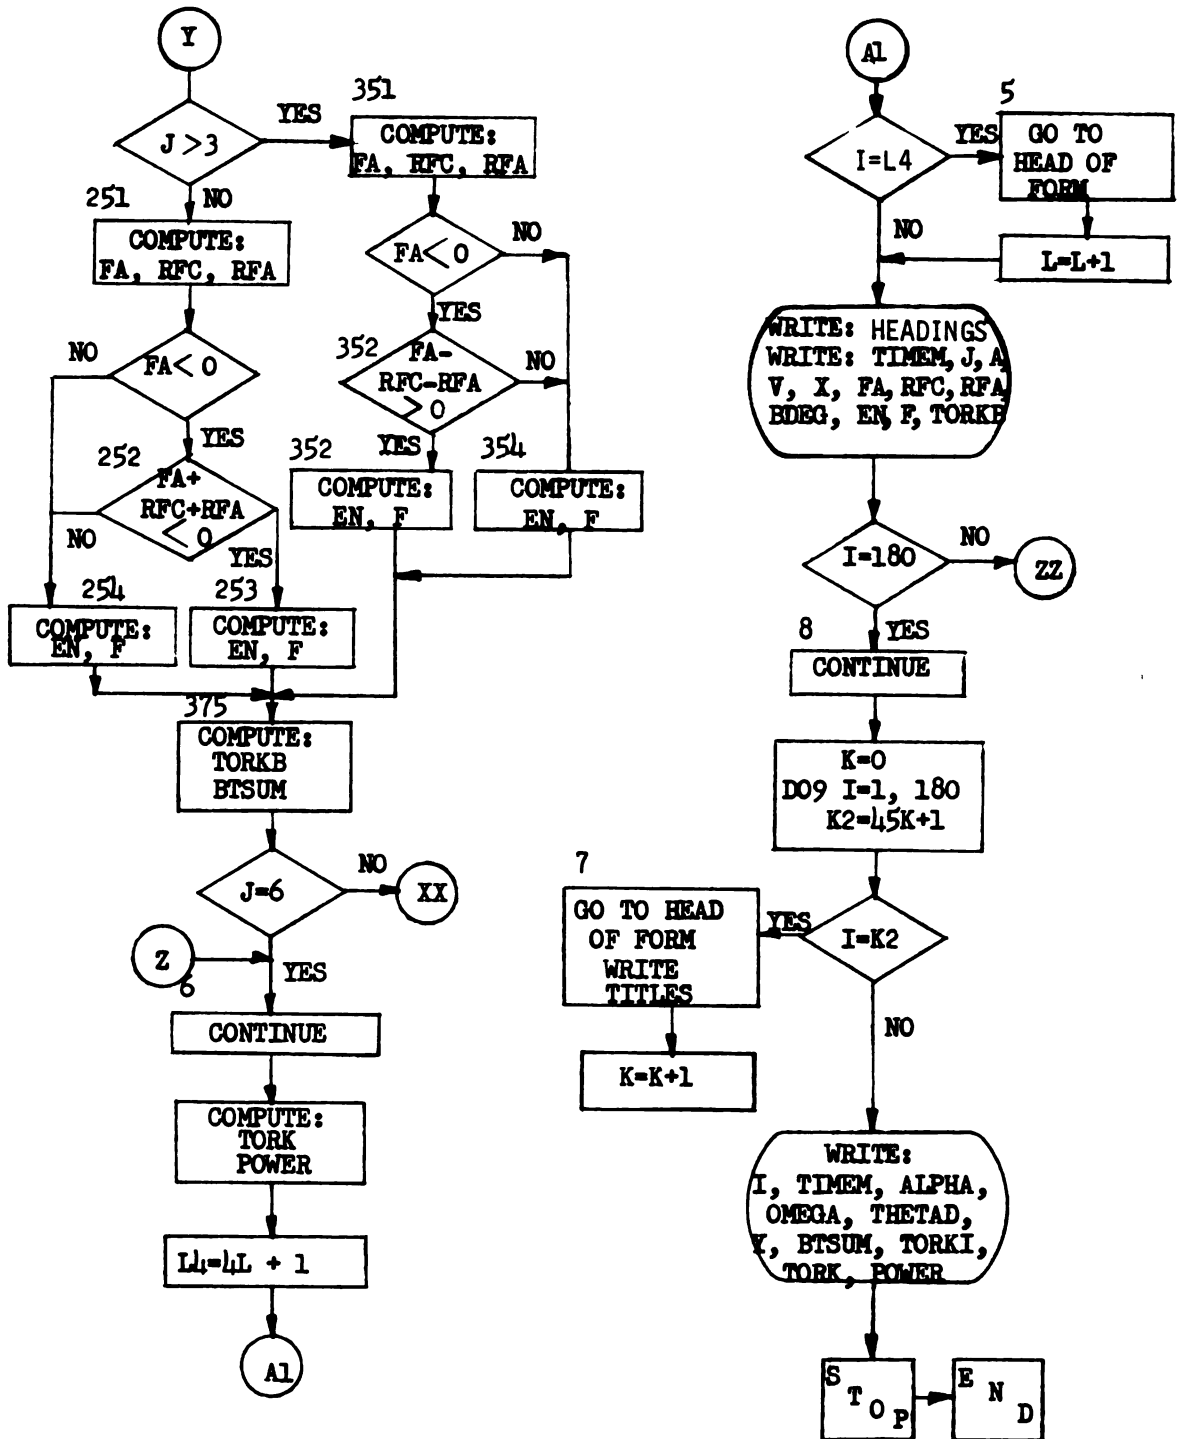 Y
J > 3
YES
NO
351
COMPUTE:
FA, RFC, RFA
251
COMPUTE:
FA, RFC, RFA
FA < 0
NO
YES
FA < 0
NO
YES
352
FA-
RFC-RFA
> 0
NO
YES
252
FA+
RFC+RFA
< 0
NO
YES
352
COMPUTE:
EN, F
354
COMPUTE:
EN, F
254
COMPUTE:
EN, F
253
COMPUTE:
EN, F
375
COMPUTE:
TORKB
BTSUM
J=6
NO
XX
YES
Z
6
CONTINUE
COMPUTE:
TORK
POWER
L4=4L + 1
A1
A1
I=L4
YES
NO
5
GO TO
HEAD OF
FORM
L=L+1
WRITE: HEADINGS
WRITE: TIMEM, J, A,
V, X, FA, RFC, RFA,
BDEG, EN, F, TORKB
I=180
NO
ZZ
YES
8
CONTINUE
K=0
DO9 I=1, 180
K2=45K+1
I=K2
YES
NO
7
GO TO HEAD
OF FORM
WRITE
TITLES
K=K+1
WRITE:
I, TIMEM, ALPHA,
OMEGA, THETAD,
Y, BTSUM, TORKI,
TORK, POWER
STOP
END